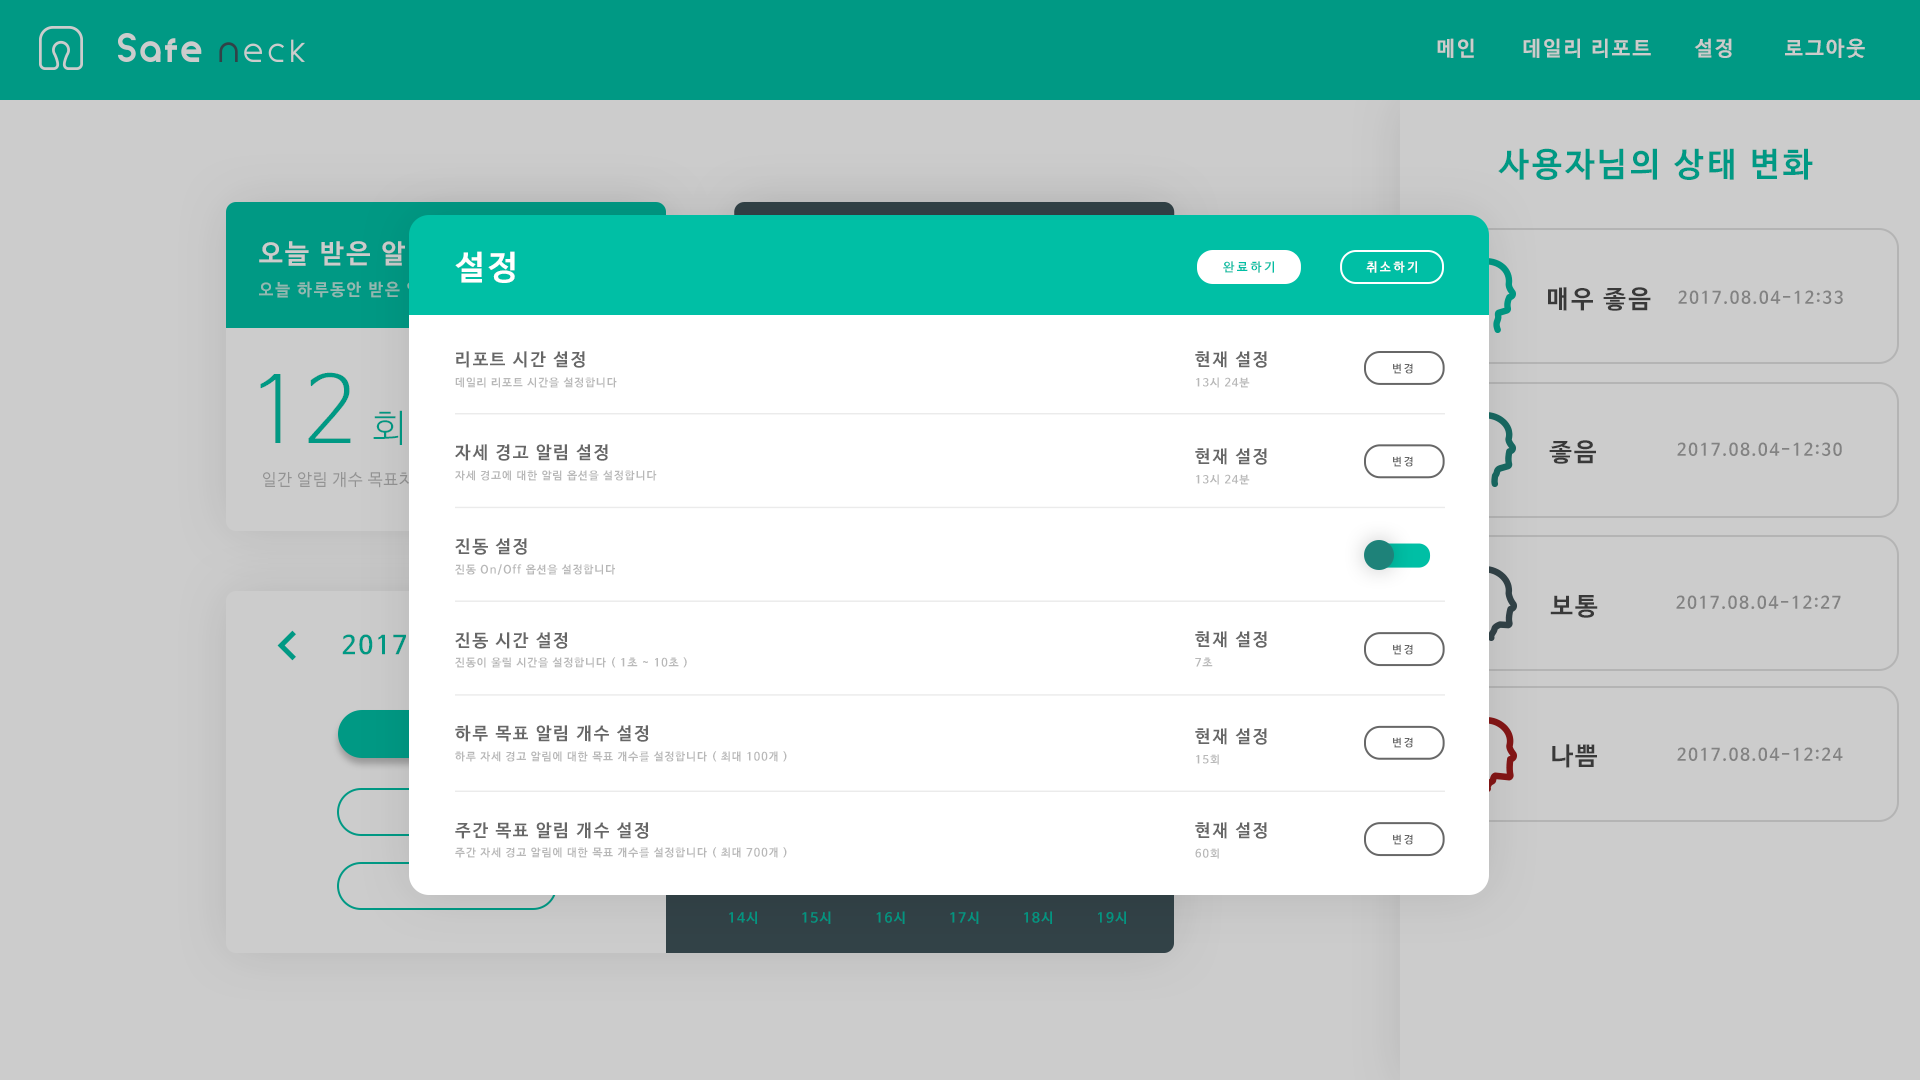 Safe neck
메인 데일리 리포트 설정 로그아웃
사용자님의 상태 변화
오늘 받은 알
오늘 하루동안 받은
12 회
일간 알림 개수 목표치
2017
설정
완료하기 취소하기
리포트 시간 설정
데일리 리포트 시간을 설정합니다
현재 설정
13시 24분
변경
자세 경고 알림 설정
자세 경고에 대한 알림 옵션을 설정합니다
현재 설정
13시 24분
변경
진동 설정
진동 On/Off 옵션을 설정합니다
진동 시간 설정
진동이 울릴 시간을 설정합니다 ( 1초 ~ 10초 )
현재 설정
7초
변경
하루 목표 알림 개수 설정
하루 자세 경고 알림에 대한 목표 개수를 설정합니다 ( 최대 100개 )
현재 설정
15회
변경
주간 목표 알림 개수 설정
주간 자세 경고 알림에 대한 목표 개수를 설정합니다 ( 최대 700개 )
현재 설정
60회
변경
14시 15시 16시 17시 18시 19시
매우 좋음 2017.08.04-12:33
좋음 2017.08.04-12:30
보통 2017.08.04-12:27
나쁨 2017.08.04-12:24